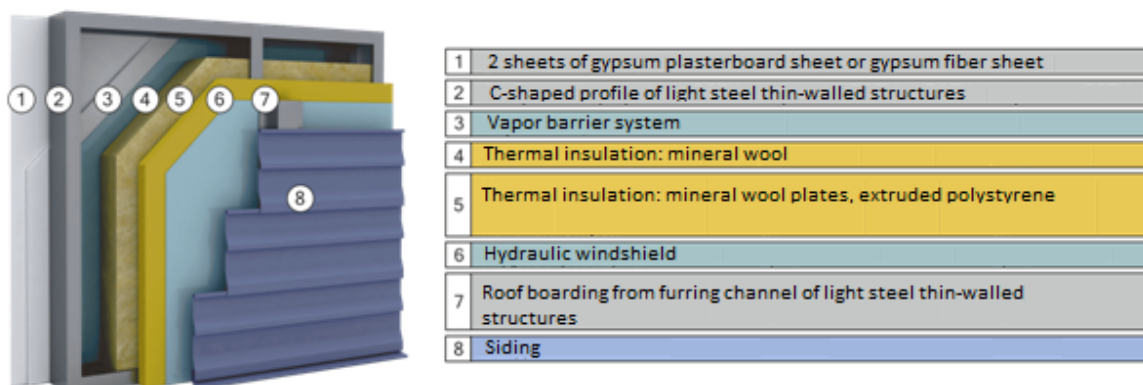 1 2 3 4 5 6 7
8
1 2 sheets of gypsum plasterboard sheet or gypsum fiber sheet
2 C-shaped profile of light steel thin-walled structures
3 Vapor barrier system
4 Thermal insulation: mineral wool
5 Thermal insulation: mineral wool plates, extruded polystyrene
6 Hydraulic windshield
7 Roof boarding from furring channel of light steel thin-walled
structures
8 Siding